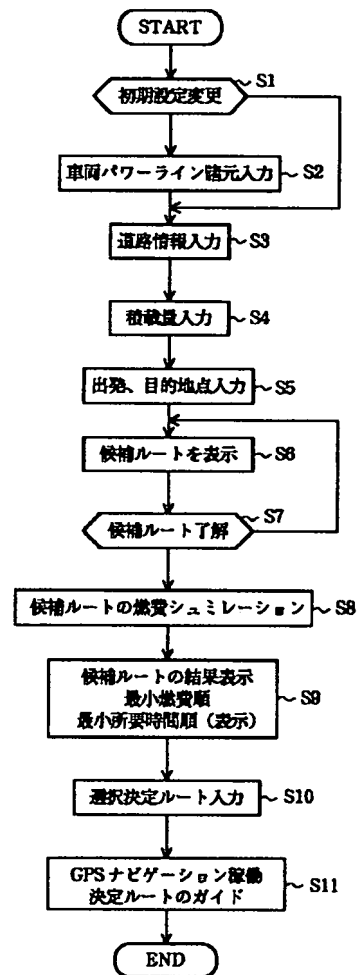 START
初期設定変更
S1
車両パワーライン諸元入力
S2
道路情報入力
S3
積載量入力
S4
出発、目的地点入力
S5
候補ルートを表示
S6
候補ルート了解
S7
候補ルートの燃費シュミレーション
S8
候補ルートの結果表示
最小燃費順
最小所要時間順（表示）
S9
選択決定ルート入力
S10
GPSナビゲーション稼働
決定ルートのガイド
S11
END